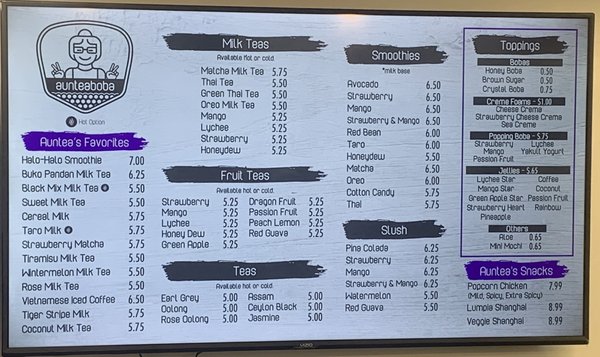 aunteaboba
Hot Option
Auntea's Favorites
Halo-Halo Smoothie 7.00
Buko Pandan Milk Tea 6.25
Black Mix Milk Tea 5.50
Sweet Milk Tea 5.50
Cereal Milk 5.75
Taro Milk 5.75
Strawberry Matcha 5.75
Tiramisu Milk Tea 5.50
Wintermelon Milk Tea 5.50
Rose Milk Tea 5.50
Vietnamese Iced Coffee 6.50
Tiger Stripe Milk 5.75
Coconut Milk Tea 5.75
Milk Teas
Available Hot or cold
Matcha Milk Tea 5.75
Thai Tea 5.50
Green Thai Tea 5.50
Oreo Milk Tea 5.50
Mango 5.25
Lychee 5.25
Strawberry 5.25
Honeydew 5.25
Fruit Teas
Available hot or cold.
Strawberry 5.25 Dragon Fruit 5.25
Mango 5.25 Passion Fruit 5.25
Lychee 5.25 Peach Lemon 5.25
Honey Dew 5.25 Red Guava 5.25
Green Apple 5.25
Teas
Available hot or cold
Earl Grey 5.00 Assam 5.00
Oolong 5.00 Ceylon Black 5.00
Rose Oolong 5.00 Jasmine 5.00
Smoothies
*milk base
Avocado 6.50
Strawberry 6.50
Mango 6.50
Strawberry & Mango 6.50
Red Bean 6.00
Taro 6.00
Honeydew 5.50
Matcha 6.50
Oreo 6.00
Cotton Candy 5.75
Thai 5.75
Slush
Pina Colada 6.25
Strawberry 6.25
Mango 6.25
Strawberry & Mango 6.25
Watermelon 5.50
Red Guava 5.50
Toppings
Bobas
Honey Boba 0.50
Brown Sugar 0.50
Crystal Boba 0.75
Creme Foams - $1.00
Cheese Creme
Strawberry Cheese Creme
Sea Creme
Popping Boba - $.75
Strawberry Lychee
Mango Yakult Yogurt
Passion Fruit
Jellies - $.65
Lychee Star Coffee
Mango Star Coconut
Green Apple Star Passion Fruit
Strawberry Heart Rainbow
Pineapple
Others
Aloe 0.65
Mini Mochi 0.65
Auntea's Snacks
Popcorn Chicken 7.99
(Mild, Spicy, Extra Spicy)
Lumpia Shanghai 8.99
Veggie Shanghai 8.99
VIZIO